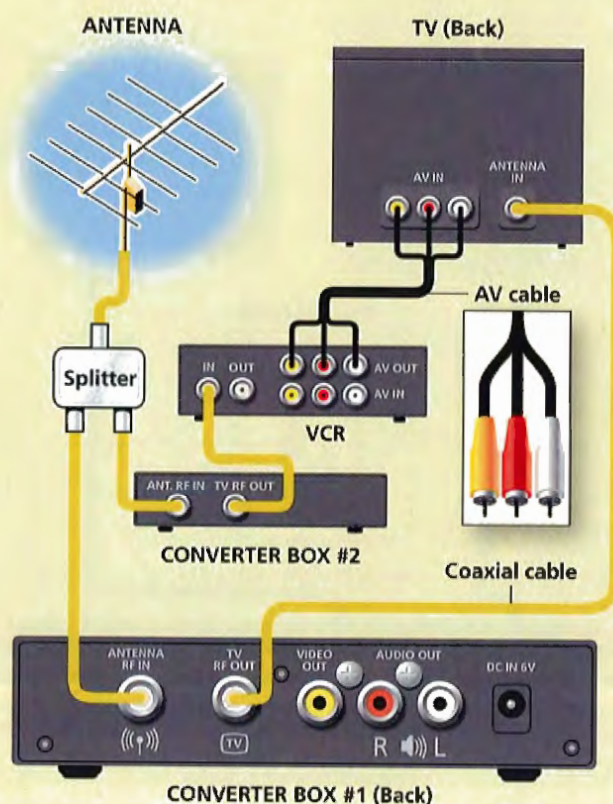 ANTENNA
TV (Back)
AV IN
ANTENNA
IN
AV cable
Splitter
IN
OUT
AV OUT
AV IN
VCR
ANT. RF IN
TV RF OUT
CONVERTER BOX #2
Coaxial cable
ANTENNA
RF IN
TV
RF OUT
VIDEO
OUT
AUDIO OUT
DC IN 6V
TV
R
L
CONVERTER BOX #1 (Back)